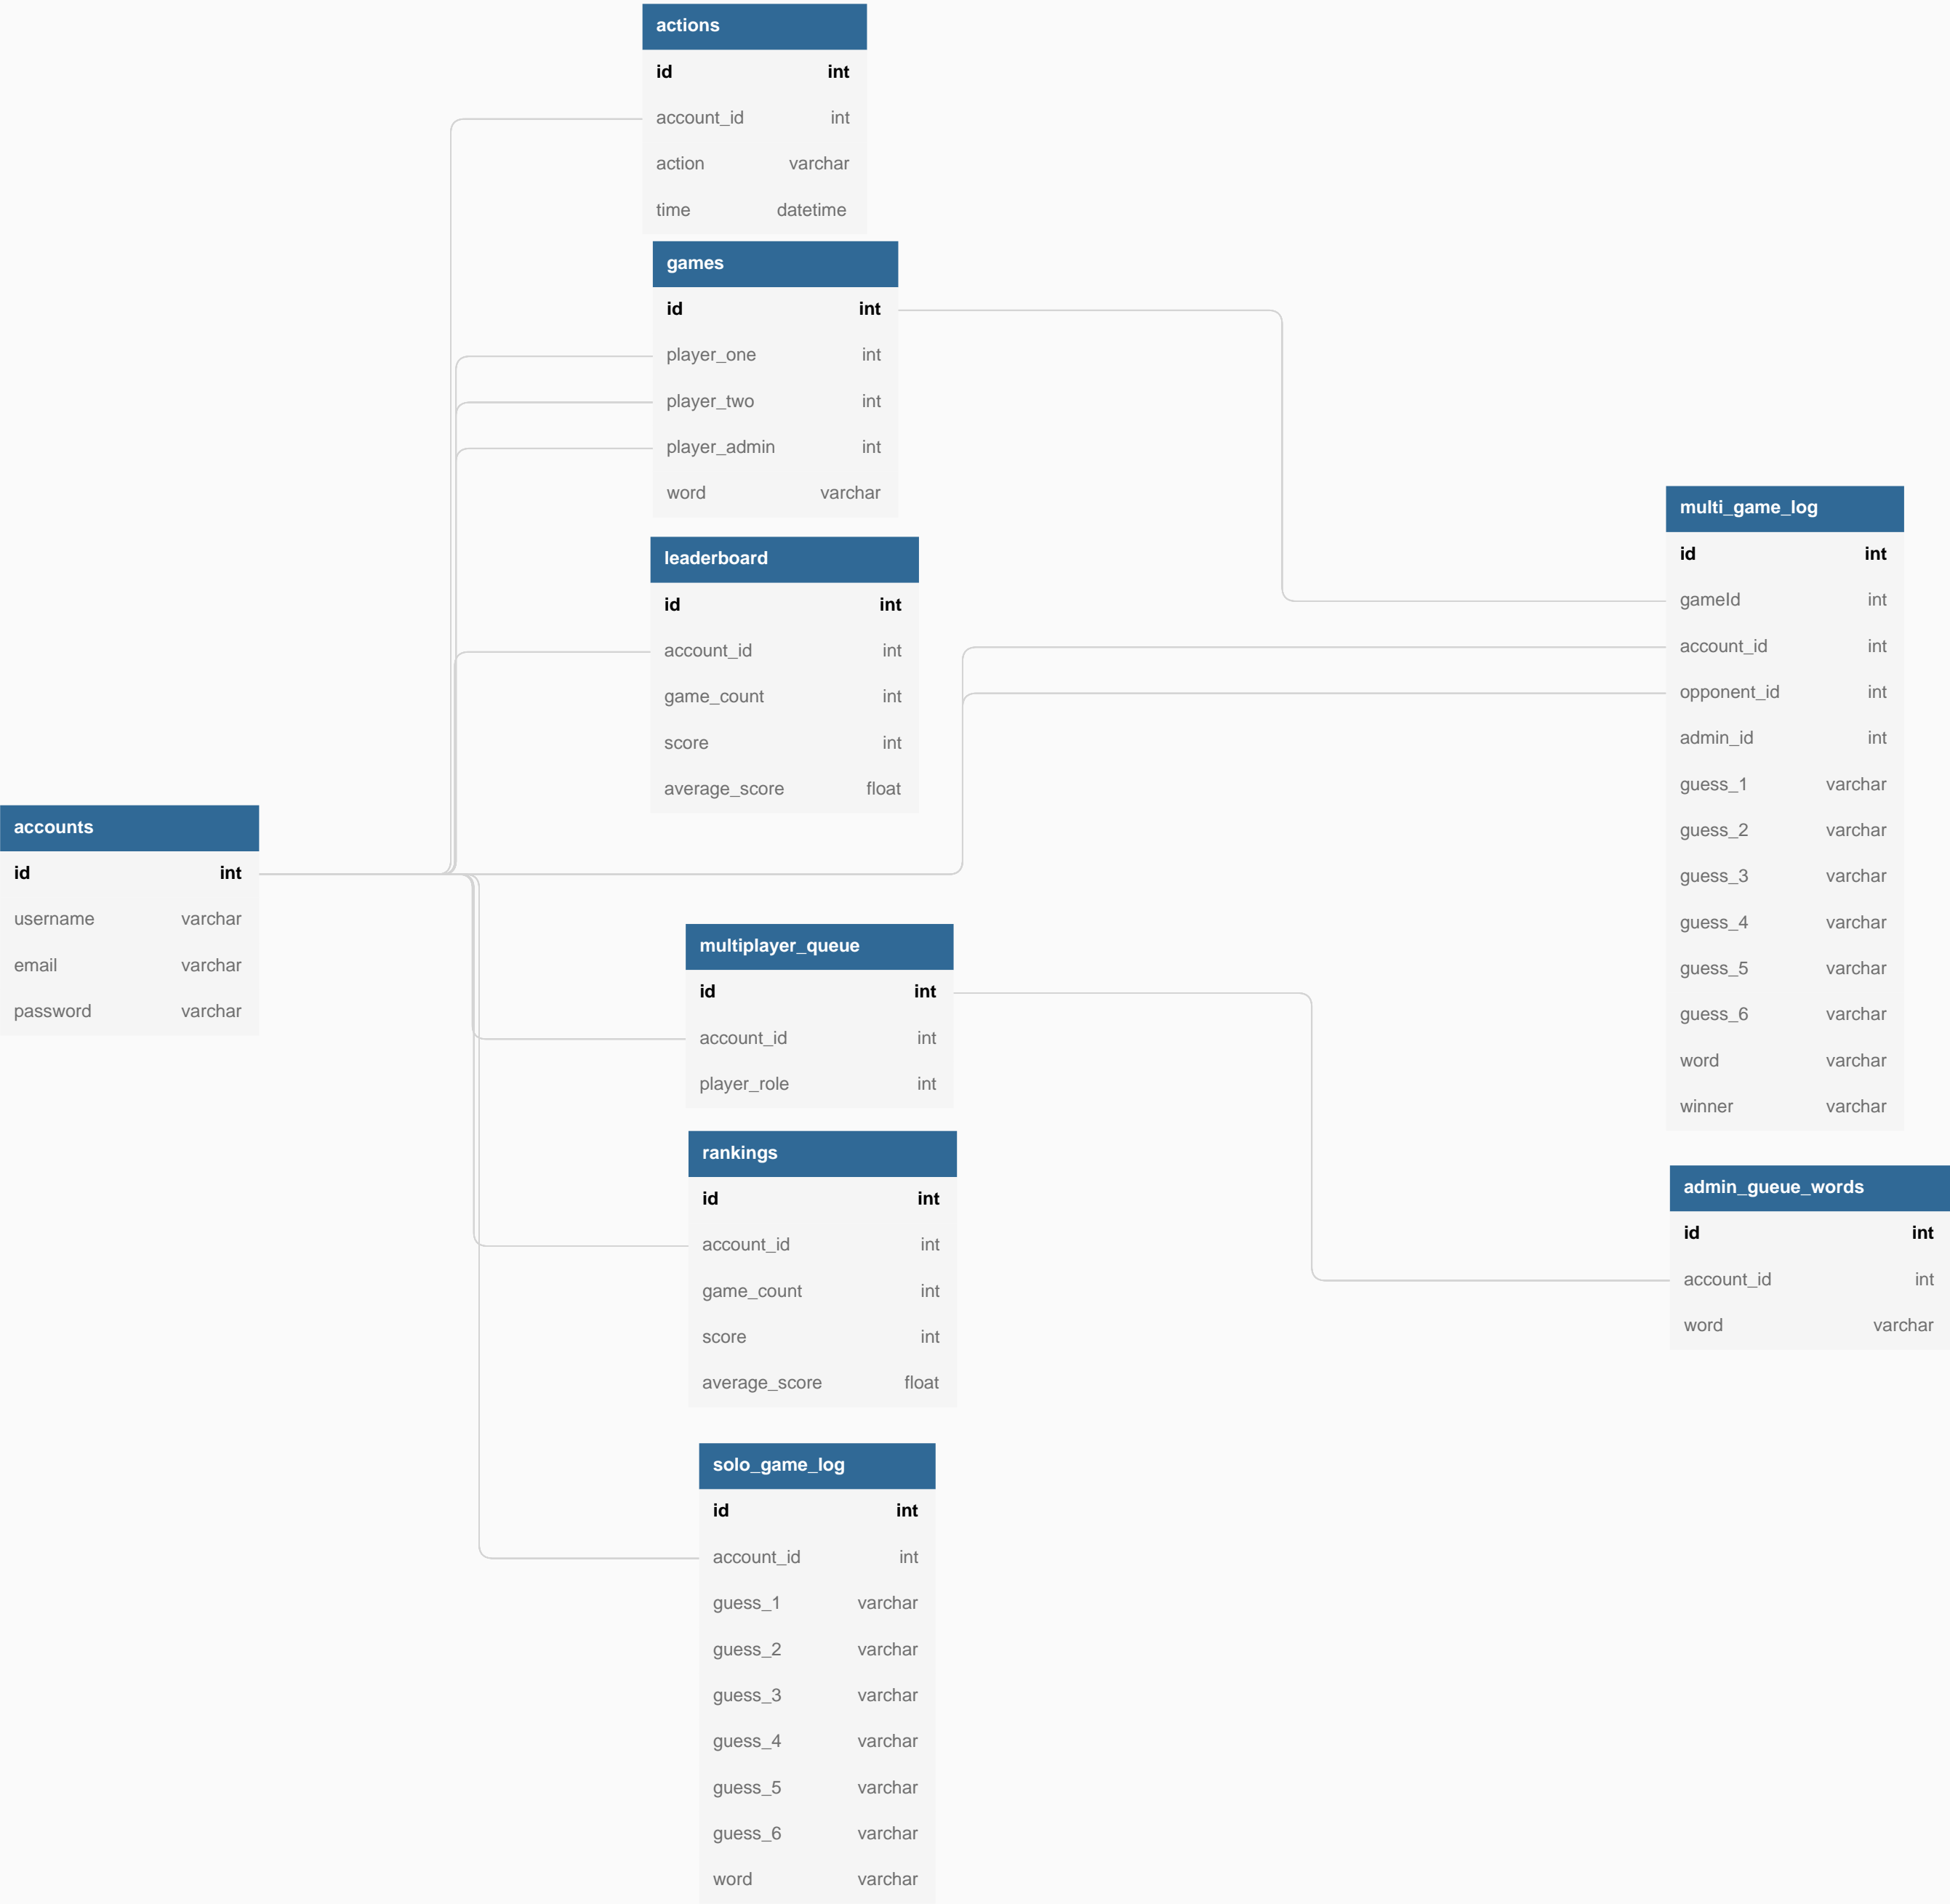 actions
id int
account_id int
action varchar
time datetime
games
id int
player_one int
player_two int
player_admin int
word varchar
leaderboard
id int
account_id int
game_count int
score int
average_score float
accounts
id int
username varchar
email varchar
password varchar
multiplayer_queue
id int
account_id int
player_role int
rankings
id int
account_id int
game_count int
score int
average_score float
solo_game_log
id int
account_id int
guess_1 varchar
guess_2 varchar
guess_3 varchar
guess_4 varchar
guess_5 varchar
guess_6 varchar
word varchar
multi_game_log
id int
gameId int
account_id int
opponent_id int
admin_id int
guess_1 varchar
guess_2 varchar
guess_3 varchar
guess_4 varchar
guess_5 varchar
guess_6 varchar
word varchar
winner varchar
admin_gueue_words
id int
account_id int
word varchar